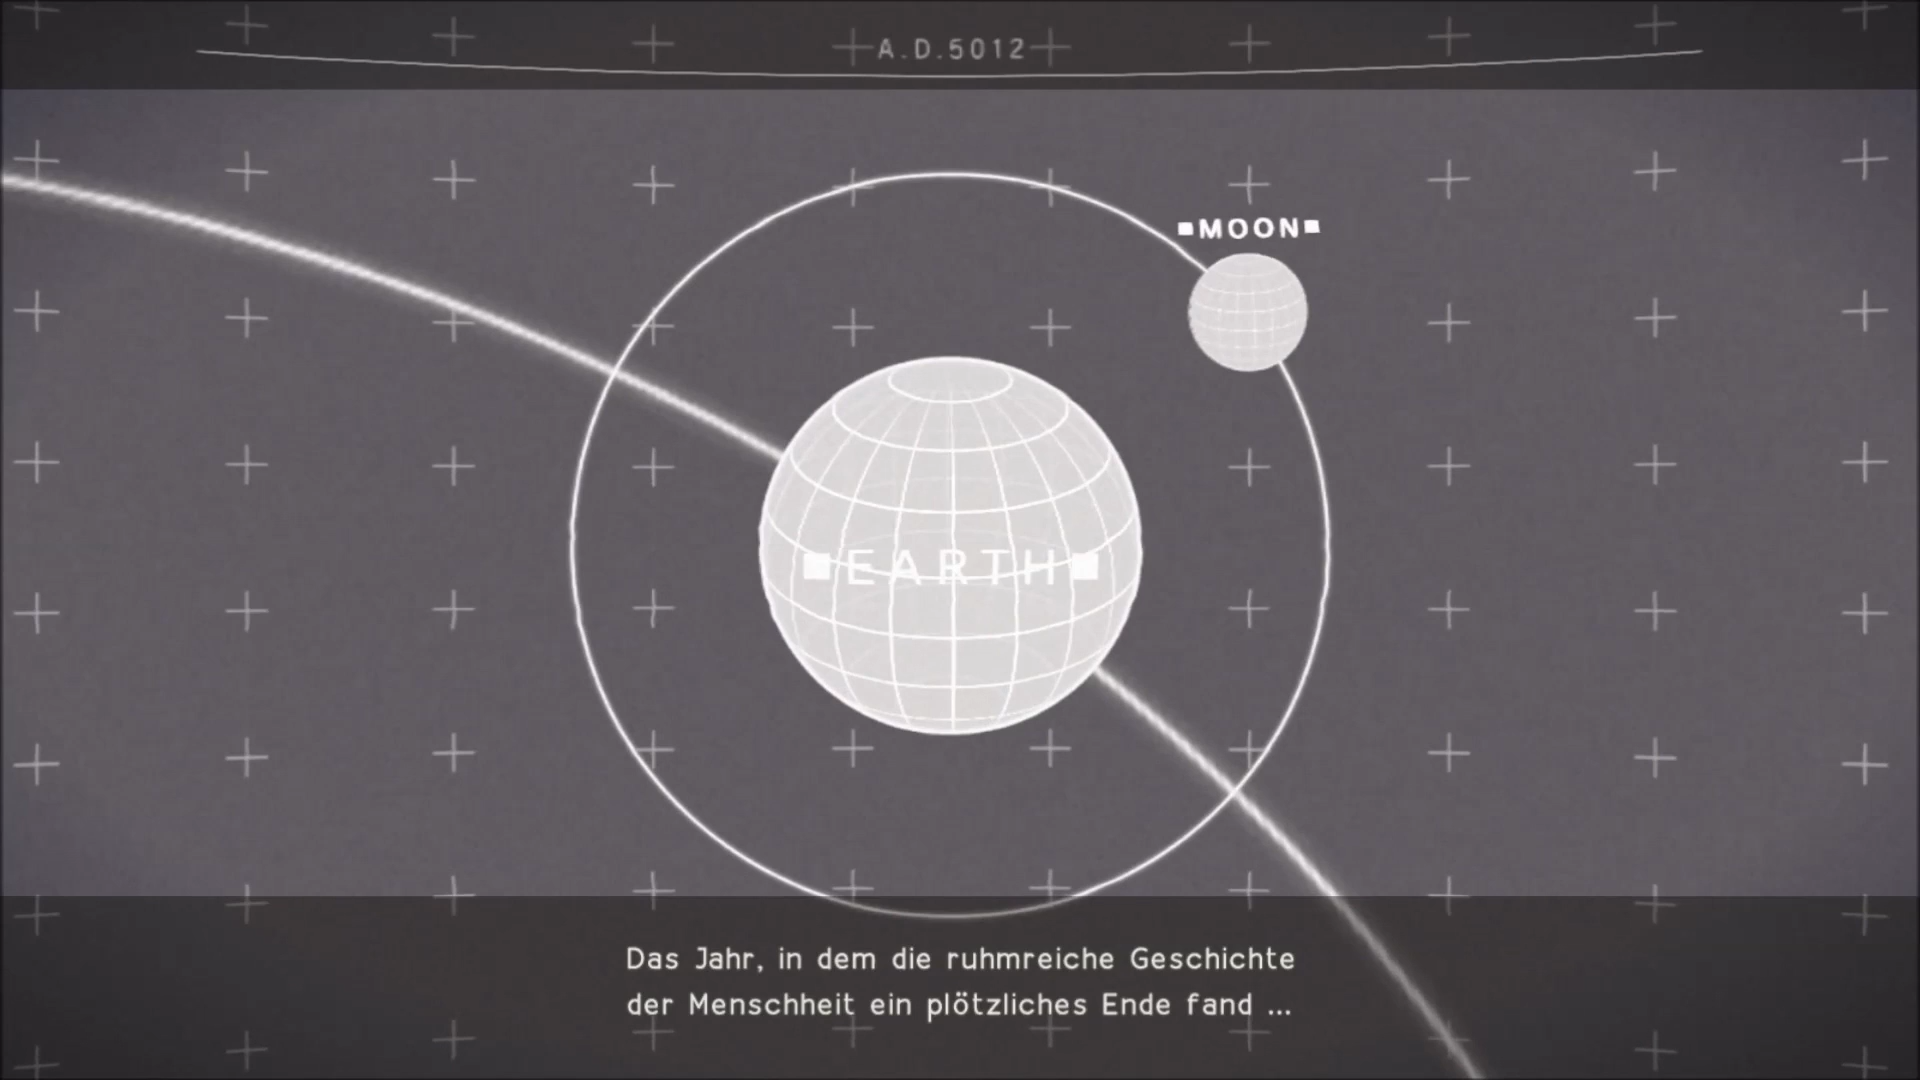 A.D.5012
■MOON■
■EARTH■
Das Jahr, in dem die ruhmreiche Geschichte
der Menschheit ein plötzliches Ende fand ...